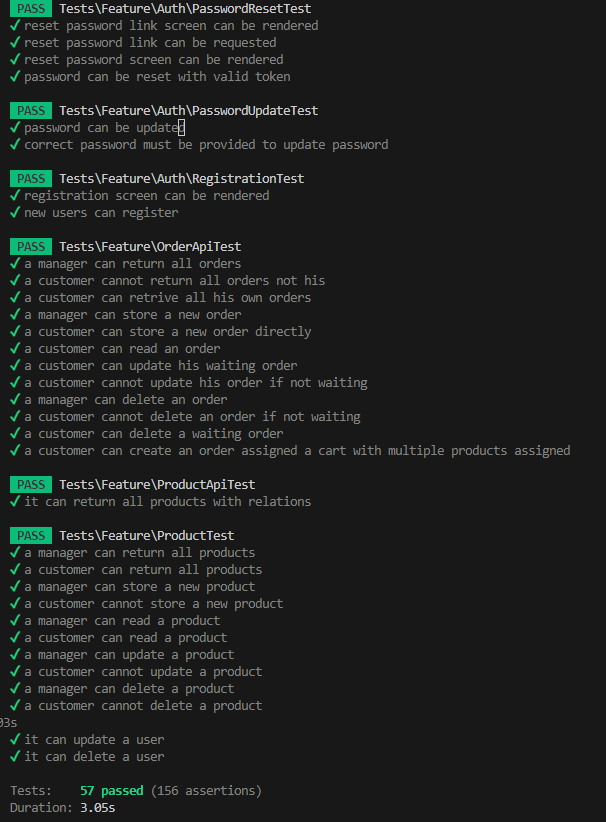 PASS Tests\Feature\Auth\PasswordResetTest
✓ reset password link screen can be rendered
✓ reset password link can be requested
✓ reset password screen can be rendered
✓ password can be reset with valid token
PASS Tests\Feature\Auth\PasswordUpdateTest
✓ password can be updated
✓ correct password must be provided to update password
PASS Tests\Feature\Auth\RegistrationTest
✓ registration screen can be rendered
✓ new users can register
PASS Tests\Feature\OrderApiTest
✓ a manager can return all orders
✓ a customer cannot return all orders not his
✓ a customer can retrive all his own orders
✓ a manager can store a new order
✓ a customer can store a new order directly
✓ a customer can read an order
✓ a customer can update his waiting order
✓ a customer cannot update his order if not waiting
✓ a manager can delete an order
✓ a customer cannot delete an order if not waiting
✓ a customer can delete a waiting order
✓ a customer can create an order assigned a cart with multiple products assigned
PASS Tests\Feature\ProductApiTest
✓ it can return all products with relations
PASS Tests\Feature\ProductTest
✓ a manager can return all products
✓ a customer can return all products
✓ a manager can store a new product
✓ a customer cannot store a new product
✓ a manager can read a product
✓ a customer can read a product
✓ a manager can update a product
✓ a customer cannot update a product
✓ a manager can delete a product
✓ a customer cannot delete a product
03s
✓ it can update a user
✓ it can delete a user
Tests: 57 passed (156 assertions)
Duration: 3.05s